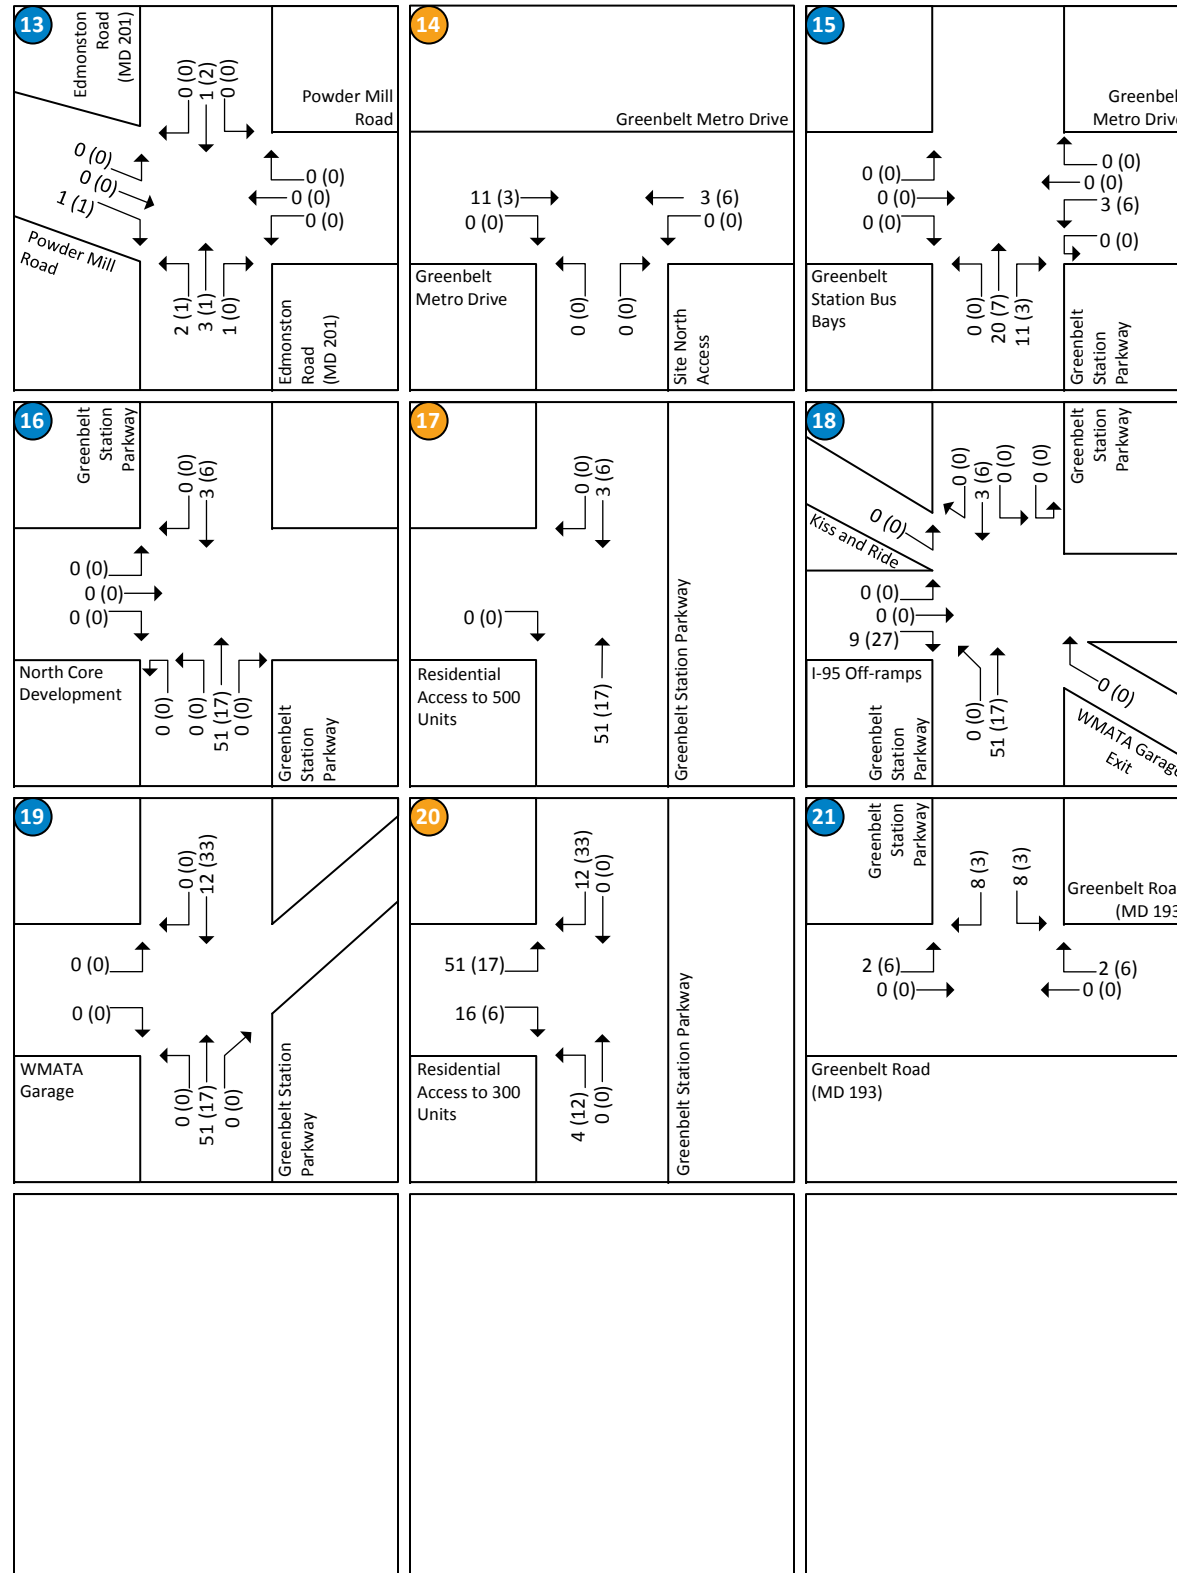 13
Edmonston
Road
(MD 201)
0 (0)
1 (2)
0 (0)
Powder Mill
Road
0 (0)
0 (0)
1 (1)
0 (0)
0 (0)
0 (0)
Powder Mill
Road
2 (1)
3 (1)
1 (0)
Edmonston
Road
(MD 201)
14
Greenbelt Metro Drive
11 (3)
0 (0)
3 (6)
0 (0)
Greenbelt
Metro Drive
0 (0)
0 (0)
Site North
Access
15
Greenbel
Metro Drive
0 (0)
0 (0)
0 (0)
0 (0)
0 (0)
3 (6)
0 (0)
Greenbelt
Station Bus
Bays
0 (0)
20 (7)
11 (3)
Greenbelt
Station
Parkway
16
Greenbelt
Station
Parkway
0 (0)
3 (6)
0 (0)
0 (0)
0 (0)
North Core
Development
0 (0)
0 (0)
51 (17)
0 (0)
Greenbelt
Station
Parkway
17
0 (0)
3 (6)
0 (0)
Residential
Access to 500
Units
51 (17)
Greenbelt Station Parkway
18
0 (0)
3 (6)
0 (0)
0 (0)
Greenbelt
Station
Parkway
0 (0)
Kiss and Ride
0 (0)
0 (0)
9 (27)
I-95 Off-ramps
Greenbelt
Station
Parkway
0 (0)
51 (17)
0 (0)
WMATA Garage
Exit
19
0 (0)
12 (33)
0 (0)
0 (0)
WMATA
Garage
0 (0)
51 (17)
0 (0)
Greenbelt Station
Parkway
20
12 (33)
0 (0)
51 (17)
16 (6)
Residential
Access to 300
Units
4 (12)
0 (0)
Greenbelt Station Parkway
21
Greenbelt
Station
Parkway
8 (3)
8 (3)
Greenbelt Roa
(MD 193
2 (6)
0 (0)
2 (6)
0 (0)
Greenbelt Road
(MD 193)